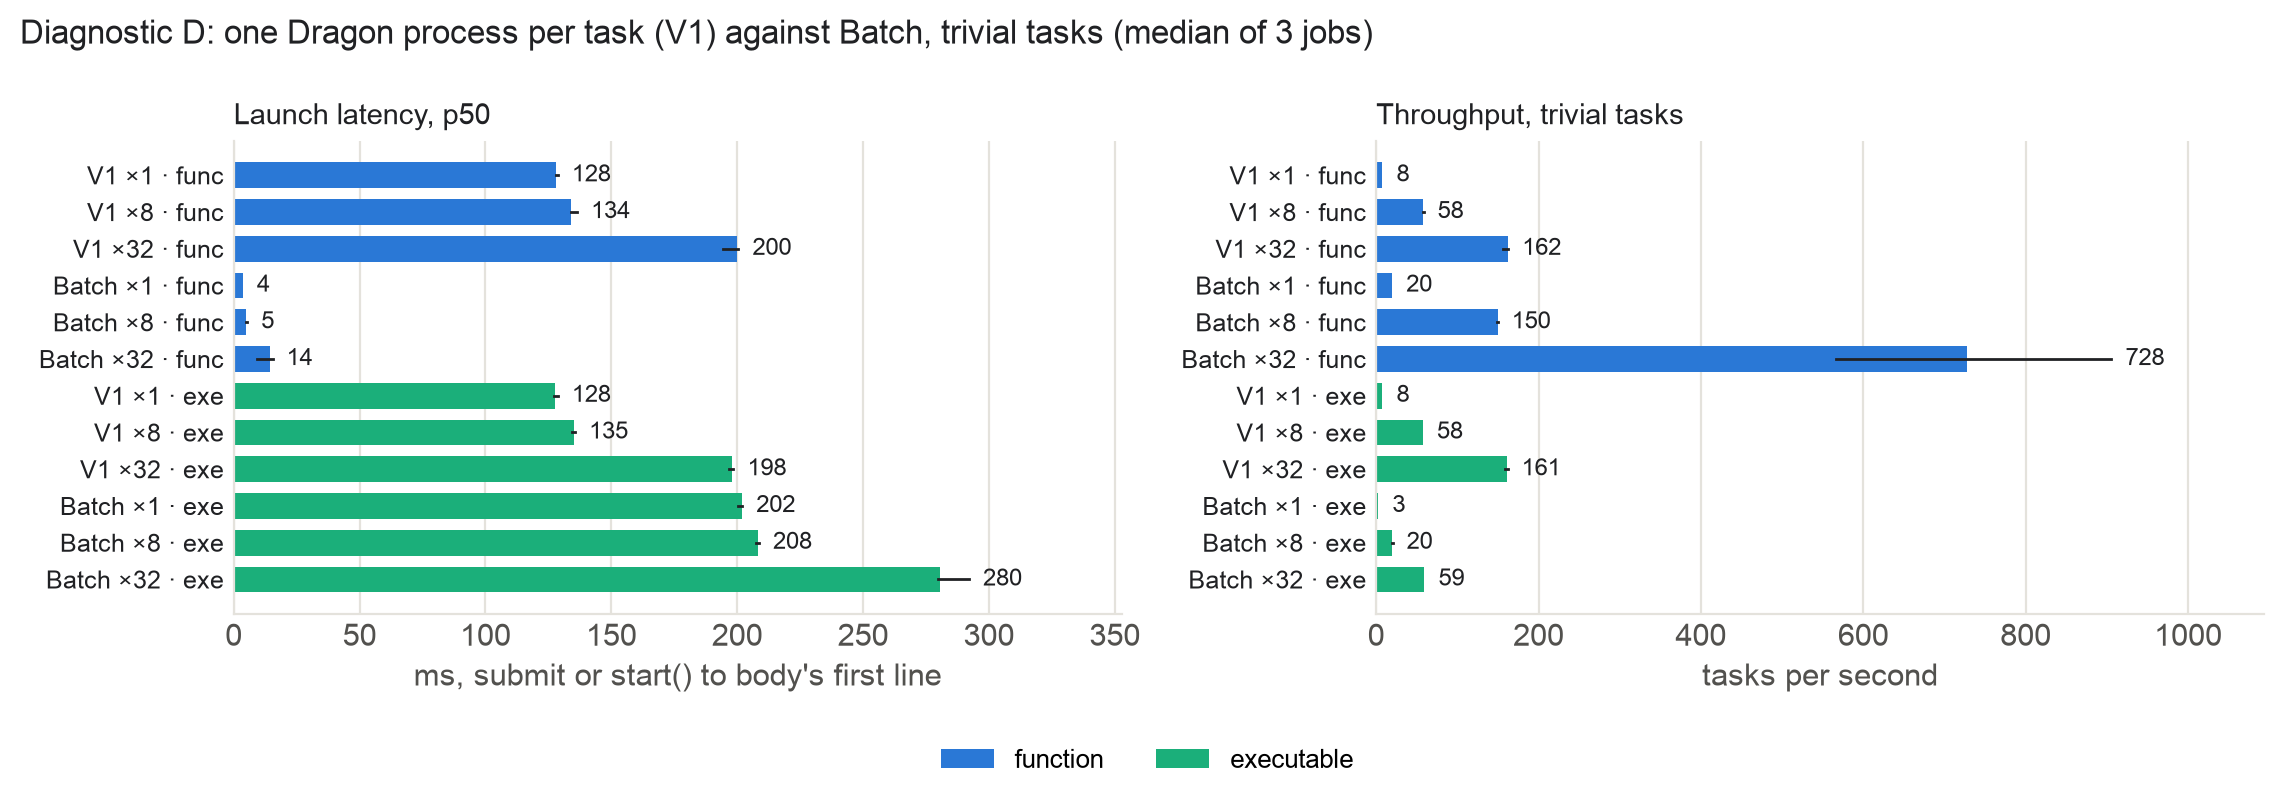 Diagnostic D: one Dragon process per task (V1) against Batch, trivial tasks (median of 3 jobs)
Launch latency, p50
V1 ×1 · func 128
V1 ×8 · func 134
V1 ×32 · func 200
Batch ×1 · func 4
Batch ×8 · func 5
Batch ×32 · func 14
V1 ×1 · exe 128
V1 ×8 · exe 135
V1 ×32 · exe 198
Batch ×1 · exe 202
Batch ×8 · exe 208
Batch ×32 · exe 280
0 50 100 150 200 250 300 350
ms, submit or start() to body's first line
Throughput, trivial tasks
V1 ×1 · func 8
V1 ×8 · func 58
V1 ×32 · func 162
Batch ×1 · func 20
Batch ×8 · func 150
Batch ×32 · func 728
V1 ×1 · exe 8
V1 ×8 · exe 58
V1 ×32 · exe 161
Batch ×1 · exe 3
Batch ×8 · exe 20
Batch ×32 · exe 59
0 200 400 600 800 1000
tasks per second
function executable